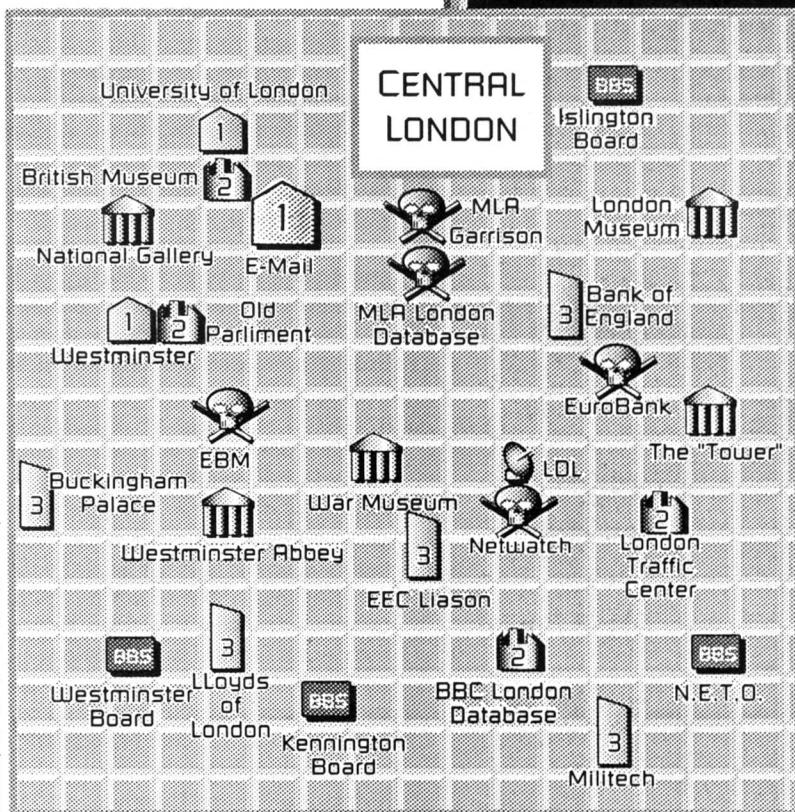 CENTRAL
LONDON
University of London
1
BBS
Islington
Board
British Museum
2
1
E-Mail
National Gallery
MLA
Garrison
London
Museum
MLA London
Database
3
Bank of
England
1
2
Old
Parliment
Westminster
EuroBank
The "Tower"
EBM
3
Buckingham
Palace
War Museum
LDL
Netwatch
2
London
Traffic
Center
Westminster Abbey
3
EEC Liason
BBS
Westminster
Board
3
LLoyds
of
London
BBS
Kennington
Board
2
BBC London
Database
BBS
N.E.T.O.
3
Militech